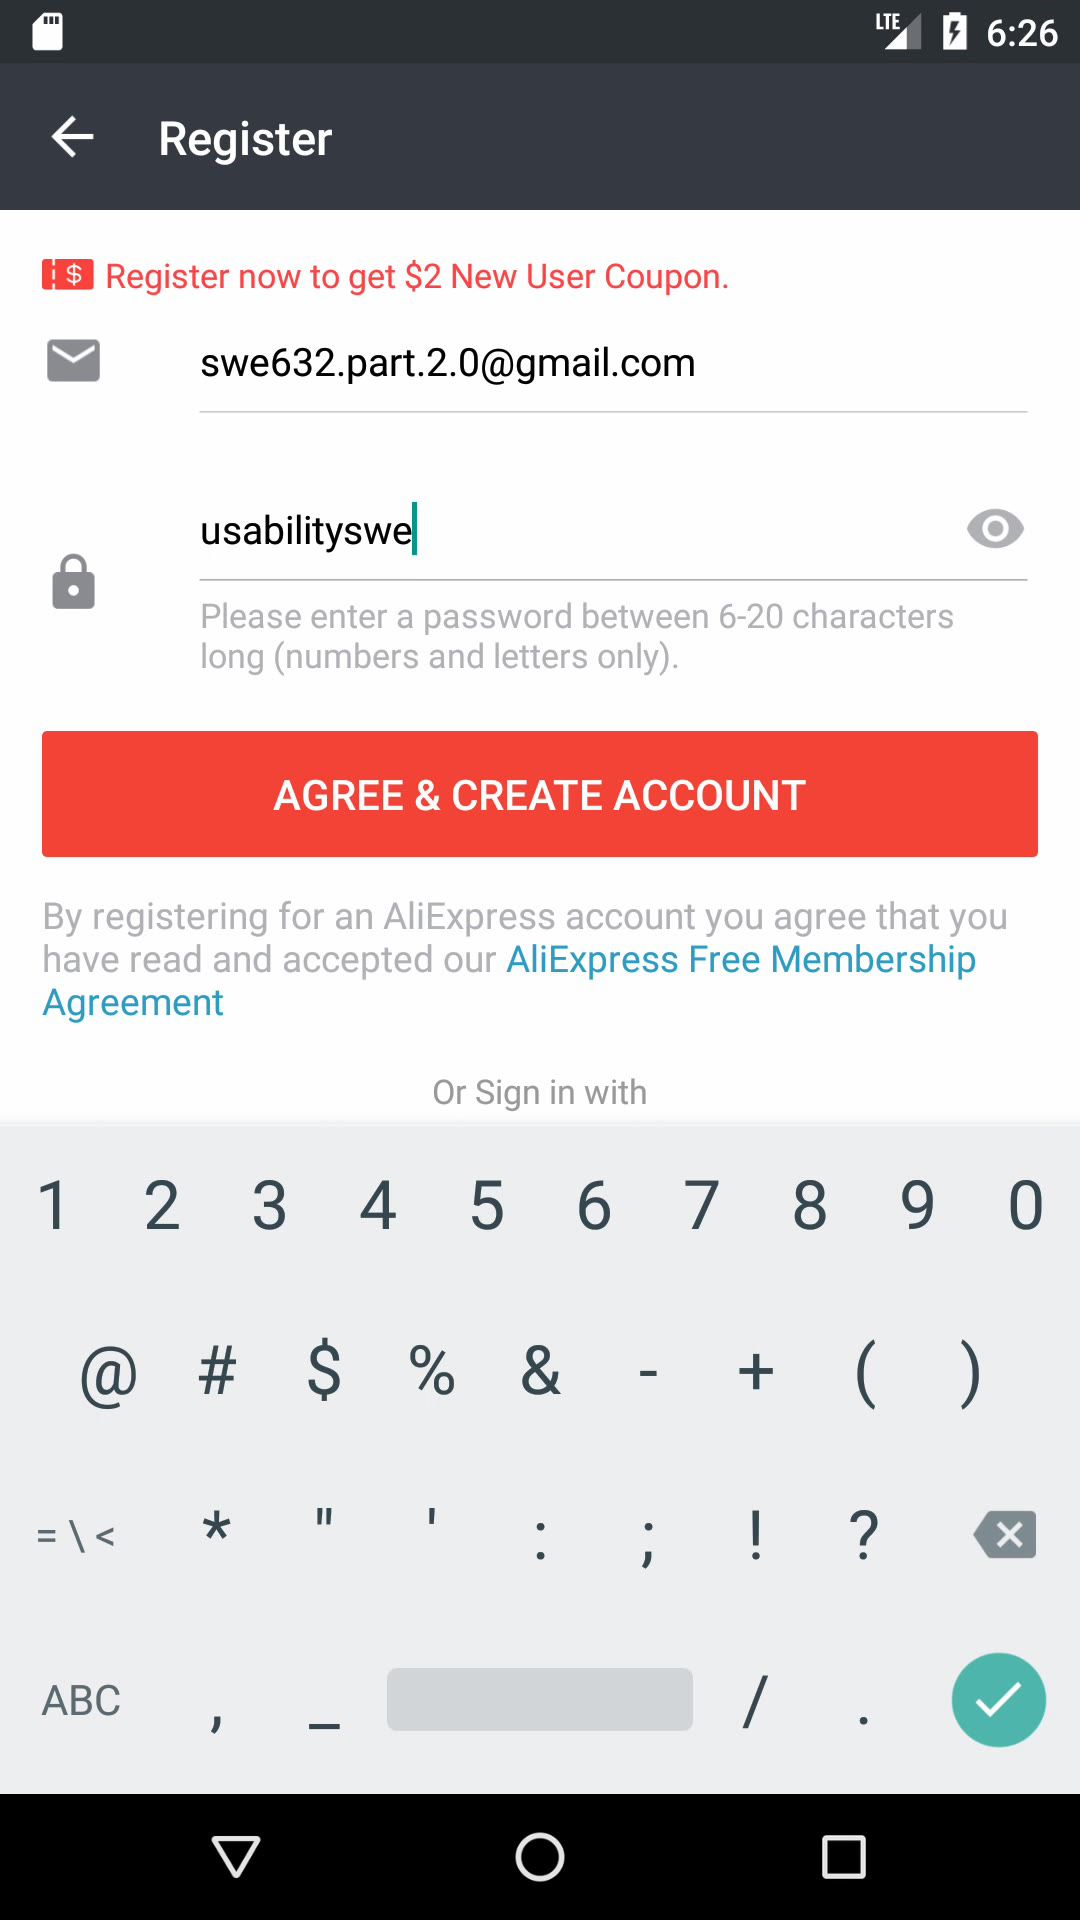 LTE 6:26
Register
$ Register now to get $2 New User Coupon.
swe632.part.2.0@gmail.com
usabilityswe
Please enter a password between 6-20 characters
long (numbers and letters only).
AGREE & CREATE ACCOUNT
By registering for an AliExpress account you agree that you
have read and accepted our AliExpress Free Membership
Agreement
Or Sign in with
1 2 3 4 5 6 7 8 9 0
@ # $ % & - + ( )
= \ < * " ' : ; ! ?
ABC , _ / .